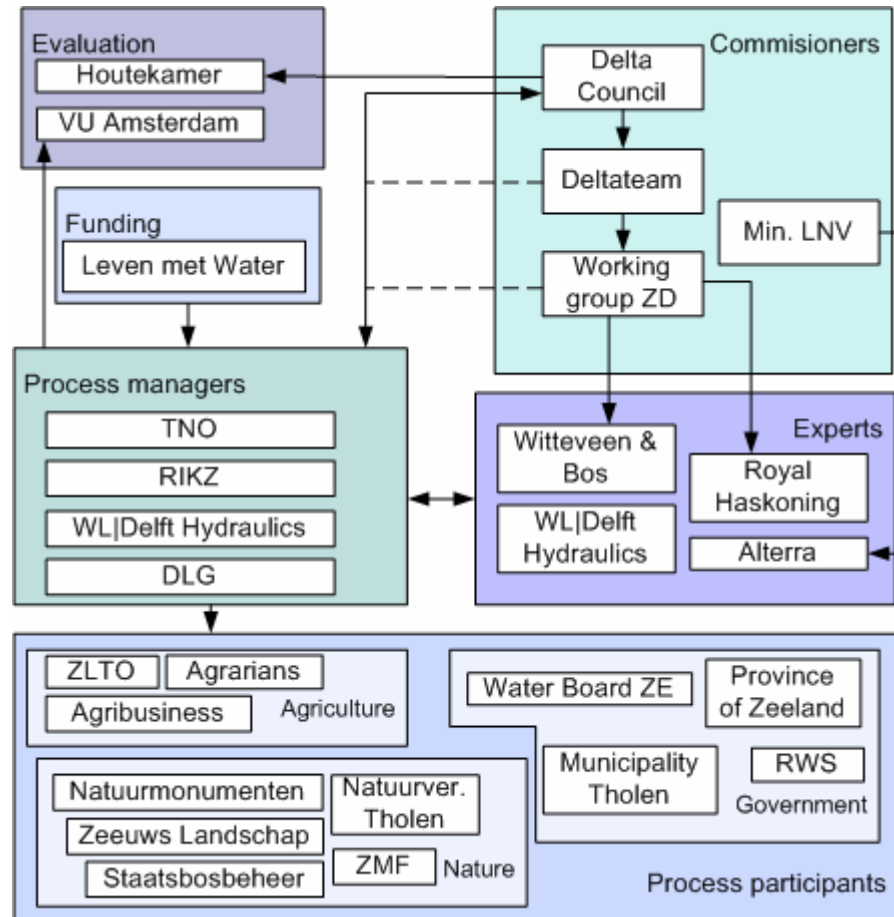 Evaluation
Houtekamer
VU Amsterdam
Commisioners
Delta
Council
Deltateam
Working
group ZD
Min. LNV
Funding
Leven met Water
Process managers
TNO
RIKZ
WL|Delft Hydraulics
DLG
Experts
Witteveen &
Bos
WL|Delft
Hydraulics
Royal
Haskoning
Alterra
ZLTO
Agrarians
Agribusiness
Agriculture
Natuurmonumenten
Zeeuws Landschap
Staatsbosbeheer
Natuurver.
Tholen
ZMF
Nature
Water Board ZE
Province
of Zeeland
Municipality
Tholen
RWS
Government
Process participants